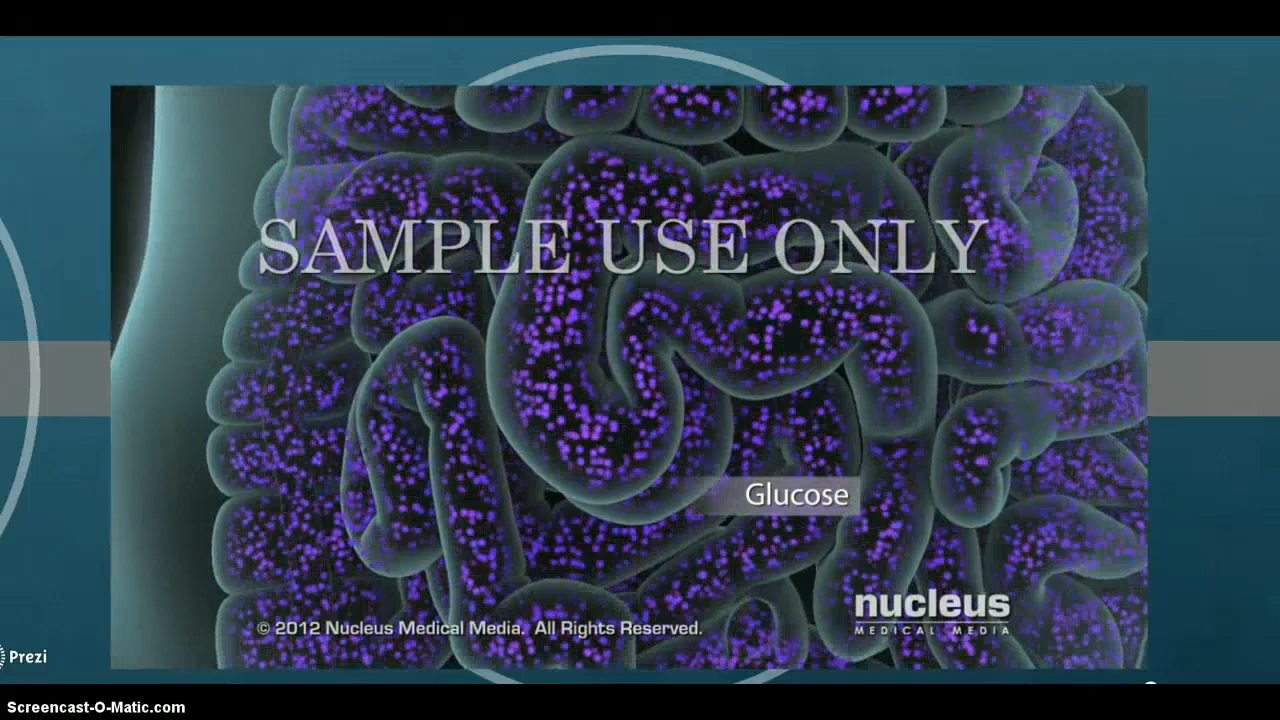 SAMPLE USE ONLY
Glucose
nucleus
MEDICAL MEDIA
© 2012 Nucleus Medical Media. All Rights Reserved.
Prezi
Screencast-O-Matic.com